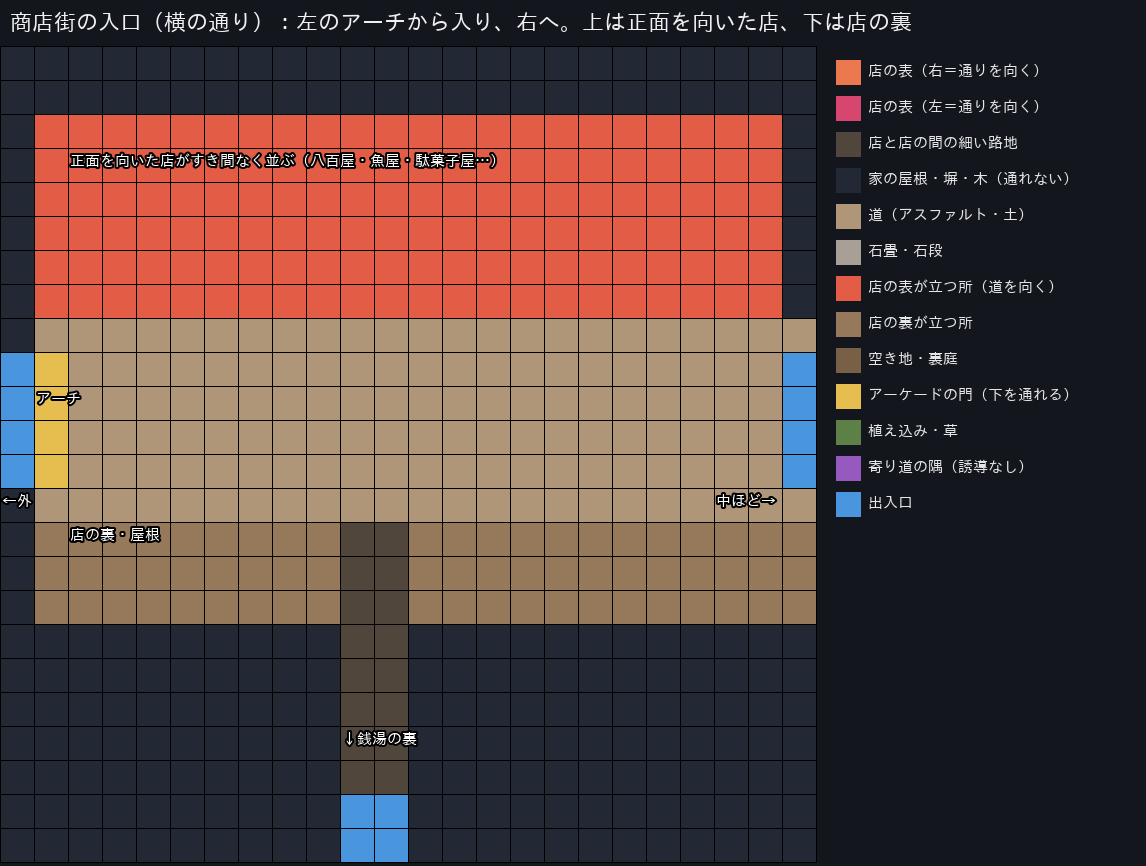 商店街の入口（横の通り）：左のアーチから入り、右へ。上は正面を向いた店、下は店の裏
店の表（右＝通りを向く）
店の表（左＝通りを向く）
店と店の間の細い路地
家の屋根・塀・木（通れない）
道（アスファルト・土）
石畳・石段
店の表が立つ所（道を向く）
店の裏が立つ所
空き地・裏庭
アーケードの門（下を通れる）
植え込み・草
寄り道の隅（誘導なし）
出入口
正面を向いた店がすき間なく並ぶ（八百屋・魚屋・駄菓子屋…）
アーチ
←外
中ほど→
店の裏・屋根
↓銭湯の裏